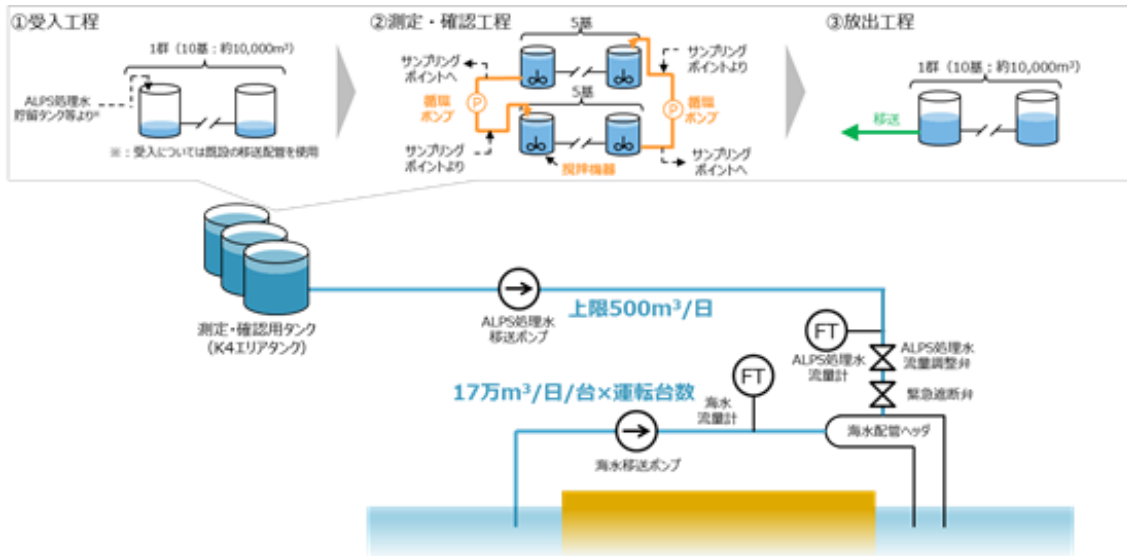 ①受入工程
1群（10基：約10,000m³）
ALPS処理水
貯留タンク等より※
※：受入については既設の移送配管を使用
②測定・確認工程
5基
サンプリング
ポイントへ
サンプリング
ポイントより
循環
ポンプ
P
5基
P
循環
ポンプ
サンプリング
ポイントより
攪拌機器
サンプリング
ポイントへ
③放出工程
1群（10基：約10,000m³）
移送
測定・確認用タンク
（K4エリアタンク）
ALPS処理水
移送ポンプ
上限500m³/日
FT
ALPS処理水
流量計
ALPS処理水
流量調整弁
緊急遮断弁
17万m³/日/台×運転台数
FT
海水
流量計
海水移送ポンプ
海水配管ヘッダ